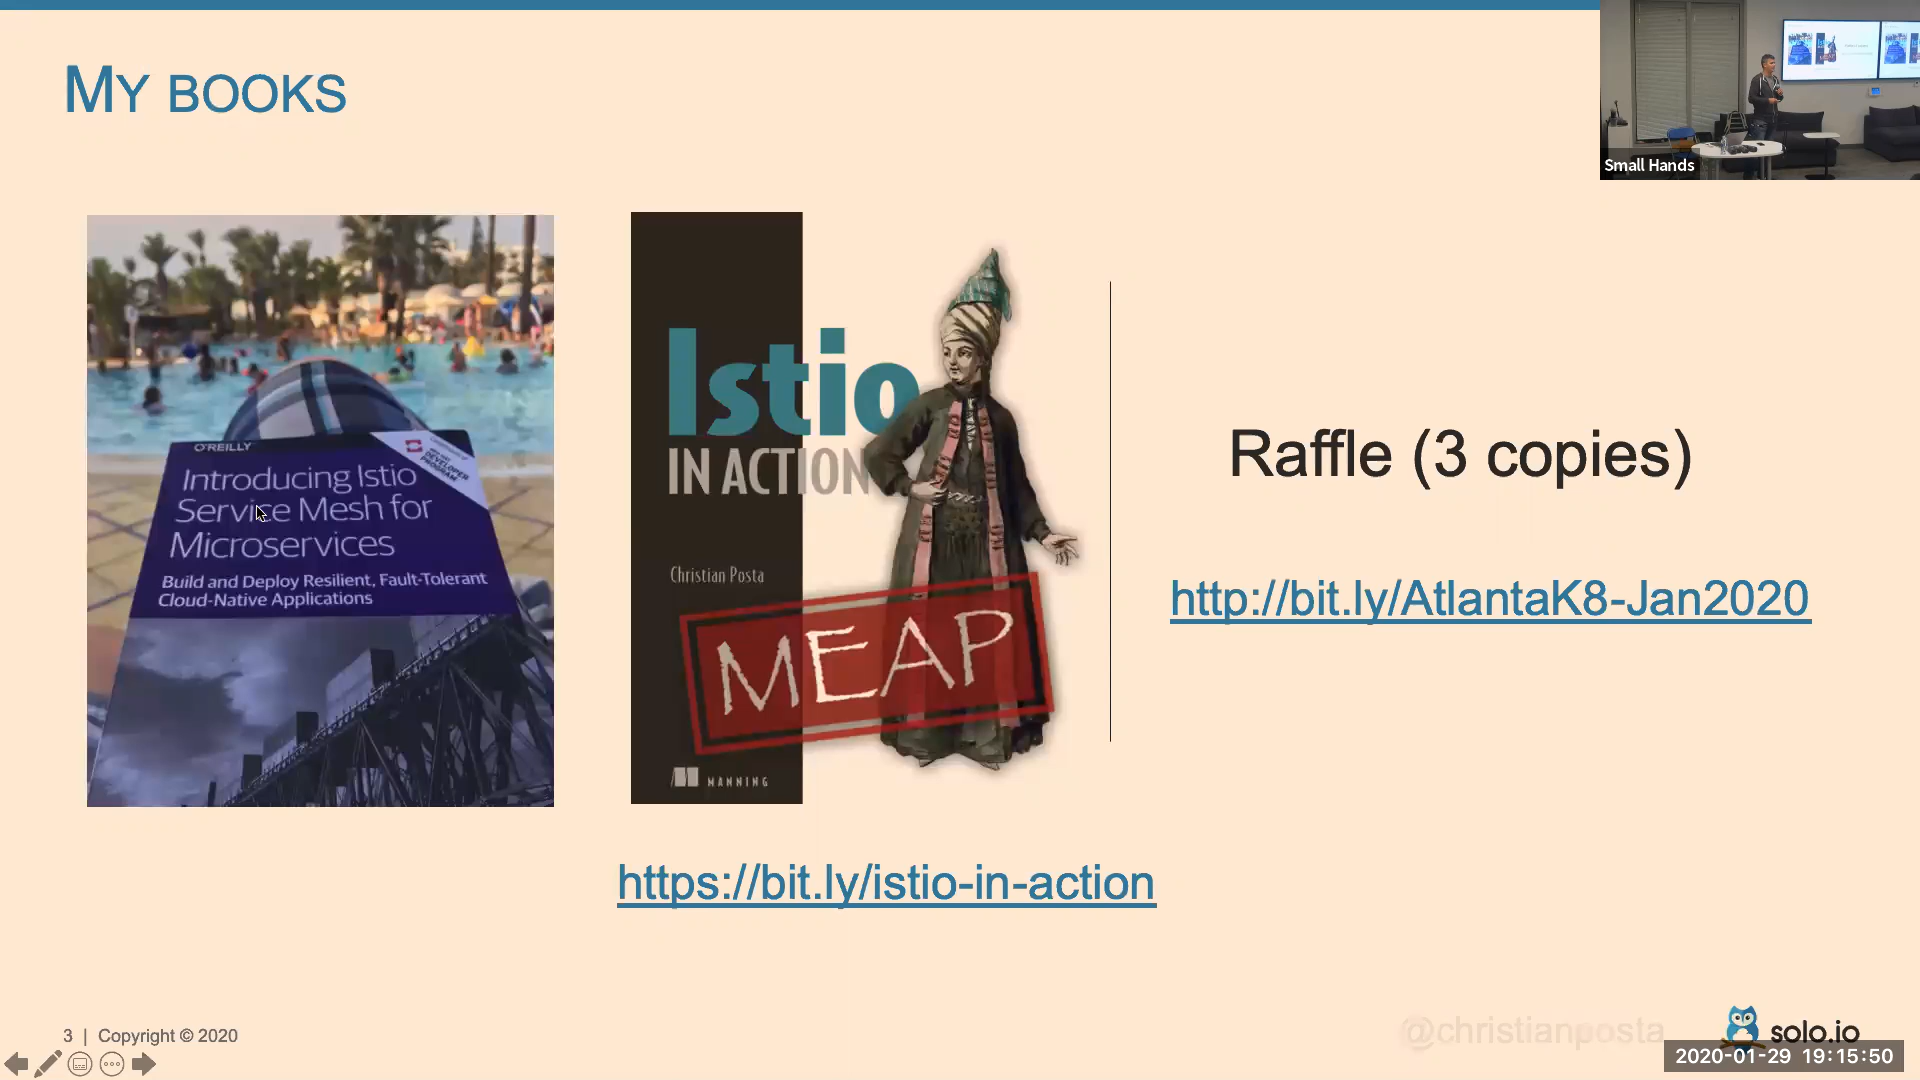 MY BOOKS
Small Hands
O'REILLY
DEVELOPER
PROGRAM
Introducing Istio
Service Mesh for
Microservices
Build and Deploy Resilient, Fault-Tolerant
Cloud-Native Applications
Istio
IN ACTION
Christian Posta
MEAP
MANNING
Raffle (3 copies)
http://bit.ly/AtlantaK8-Jan2020
https://bit.ly/istio-in-action
3 | Copyright © 2020
@christianposta
solo.io
2020-01-29 19:15:50